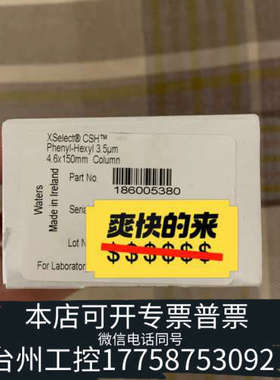 XSelect® CSH™
Phenyl-Hexyl 3.5µm
4.6x150mm Column
Waters
Made in Ireland
Part No
186005380
Serial
Lot N
For Laborator
爽快的来
$$$$$$
本店可开专票普票
微信电话同号
台州工控17758753092